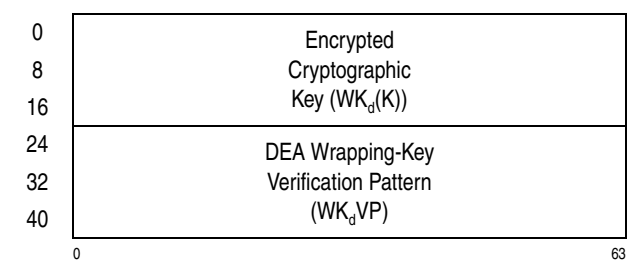 0
Encrypted
8
Cryptographic
16
Key (WKd(K))
24
DEA Wrapping-Key
32
Verification Pattern
40
(WKdVP)
0 63